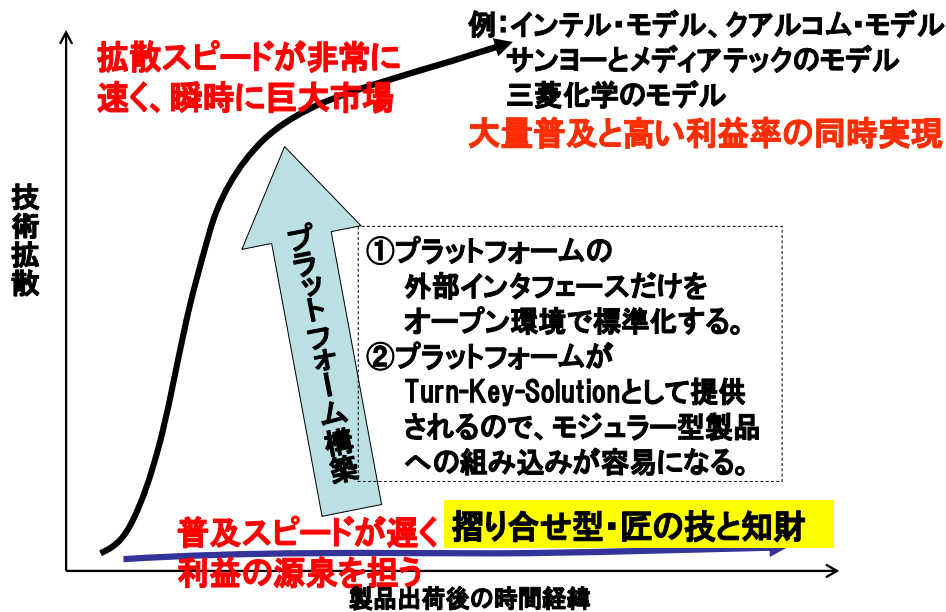 例：インテル・モデル、クアルコム・モデル
サンヨーとメディアテックのモデル
三菱化学のモデル
大量普及と高い利益率の同時実現
拡散スピードが非常に
速く、瞬時に巨大市場
技術拡散
プラットフォーム構築
①プラットフォームの
外部インタフェースだけを
オープン環境で標準化する。
②プラットフォームが
Turn-Key-Solutionとして提供
されるので、モジュラー型製品
への組み込みが容易になる。
普及スピードが遅く
利益の源泉を担う
摺り合せ型・匠の技と知財
製品出荷後の時間経緯